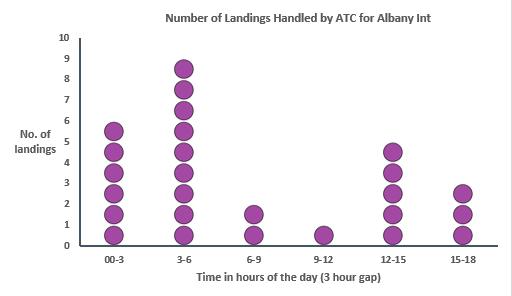 Number of Landings Handled by ATC for Albany Int
10
9
8
7
6
5
4
3
2
1
0
No. of
landings
00-3 3-6 6-9 9-12 12-15 15-18
Time in hours of the day (3 hour gap)